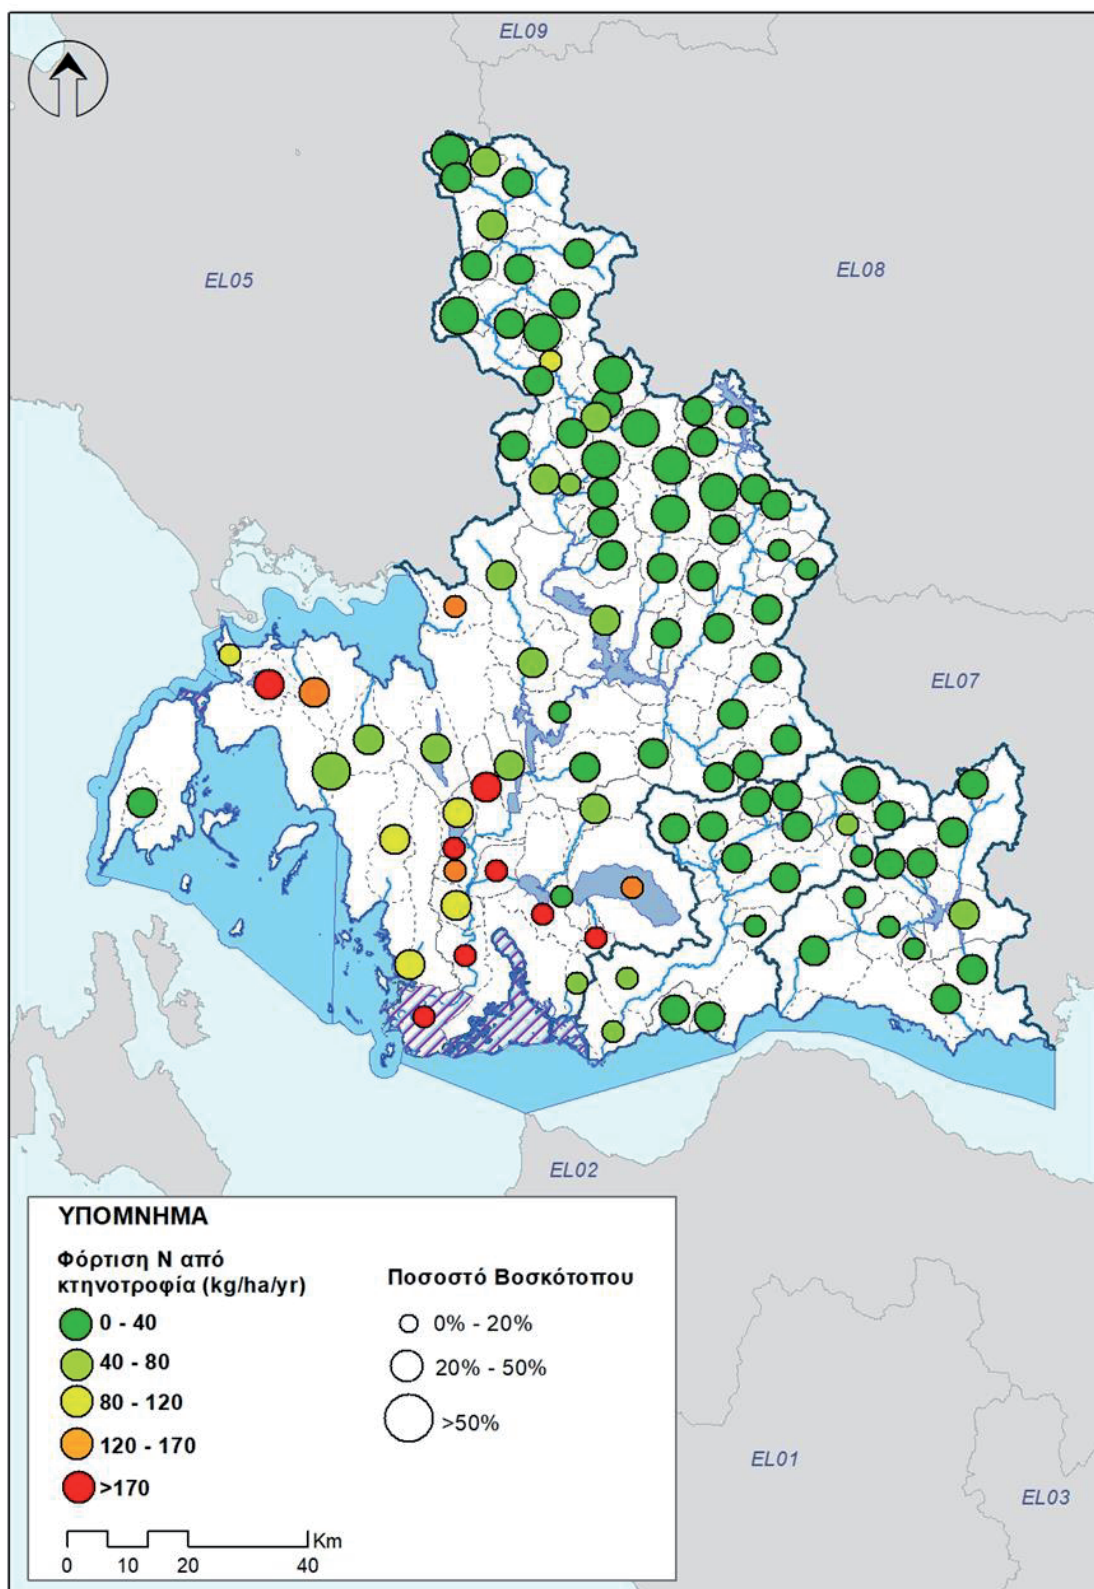 EL09
EL05
EL08
EL07
EL02
ΥΠΟΜΝΗΜΑ
Φόρτιση Ν από
κτηνοτροφία (kg/ha/yr)
0 - 40
40 - 80
80 - 120
120 - 170
>170
Ποσοστό Βοσκότοπου
0% - 20%
20% - 50%
>50%
Km
0 10 20 40
EL01
EL03